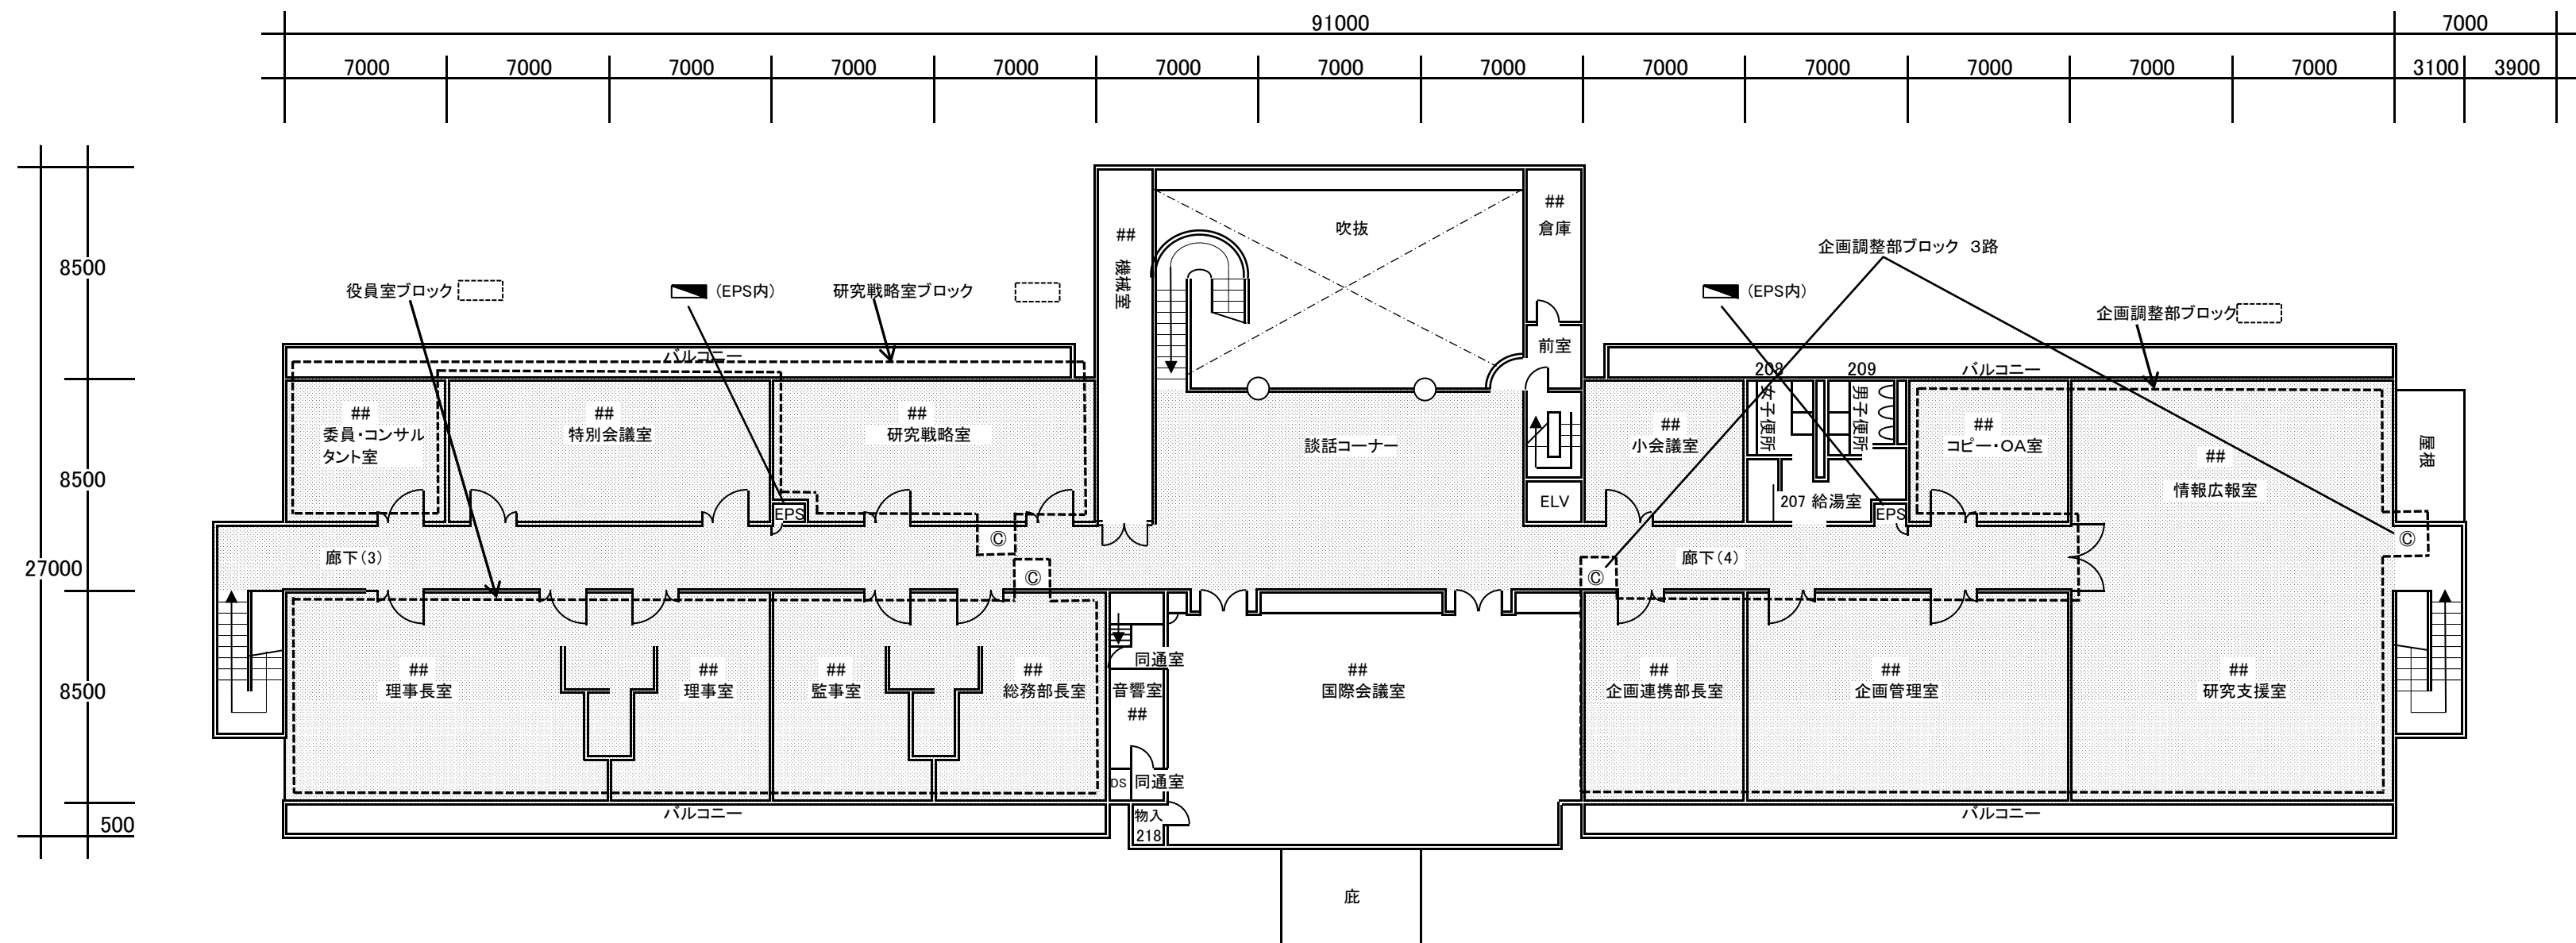 91000
7000
7000
7000
7000
7000
7000
7000
7000
7000
7000
7000
7000
7000
7000
3100
3900
8500
8500
27000
8500
500
役員室ブロック
(EPS内)
研究戦略室ブロック
##
機械室
吹抜
##
倉庫
前室
企画調整部ブロック 3路
(EPS内)
企画調整部ブロック
バルコニー
208
209
バルコニー
##
委員・コンサル
タント室
##
特別会議室
##
研究戦略室
談話コーナー
##
小会議室
女子便所
男子便所
##
コピー・OA室
##
情報広報室
屋根
EPS
ELV
207 給湯室
EPS
廊下(3)
Ⓒ
Ⓒ
Ⓒ
廊下(4)
Ⓒ
##
理事長室
##
理事室
##
監事室
##
総務部長室
同通室
音響室
##
DS
同通室
物入
218
##
国際会議室
##
企画連携部長室
##
企画管理室
##
研究支援室
バルコニー
バルコニー
庇